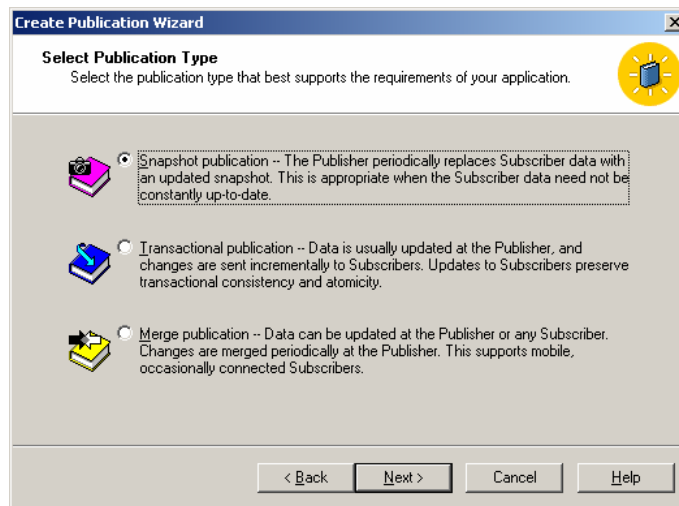 Create Publication Wizard
Select Publication Type
Select the publication type that best supports the requirements of your application.
Snapshot publication -- The Publisher periodically replaces Subscriber data with
an updated snapshot. This is appropriate when the Subscriber data need not be
constantly up-to-date.
Transactional publication -- Data is usually updated at the Publisher, and
changes are sent incrementally to Subscribers. Updates to Subscribers preserve
transactional consistency and atomicity.
Merge publication -- Data can be updated at the Publisher or any Subscriber.
Changes are merged periodically at the Publisher. This supports mobile,
occasionally connected Subscribers.
< Back Next > Cancel Help